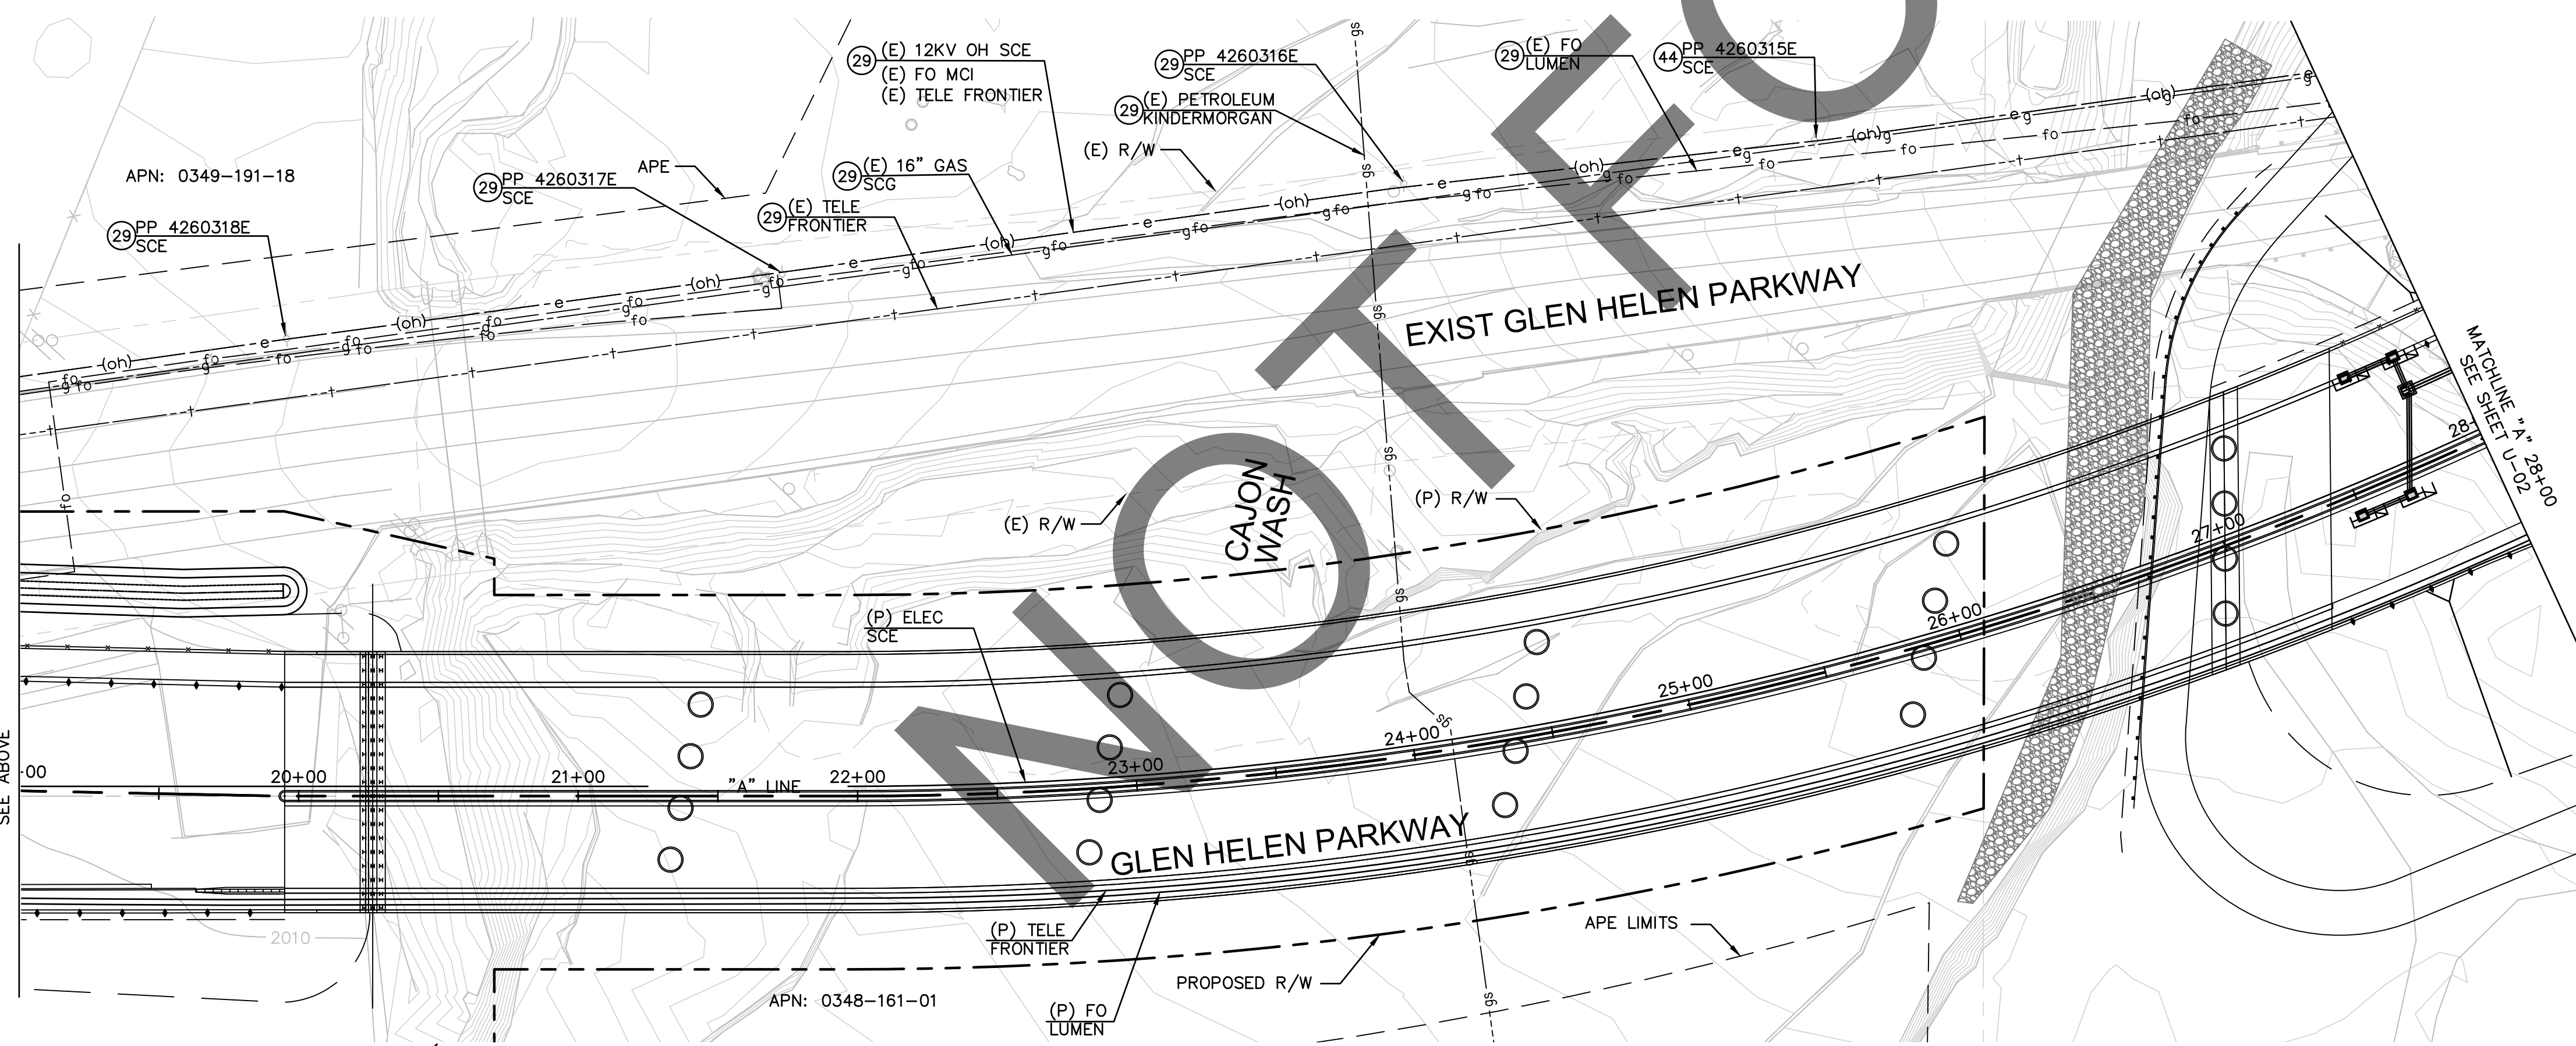 29
(E) 12KV OH SCE
(E) FO MCI
(E) TELE FRONTIER
29
PP 4260316E
SCE
29
(E) FO
LUMEN
44
PP 4260315E
SCE
29
(E) PETROLEUM
KINDERMORGAN
(E) R/W
APN: 0349-191-18
APE
29
(E) 16" GAS
SCG
29
PP 4260317E
SCE
29
(E) TELE
FRONTIER
29
PP 4260318E
SCE
EXIST GLEN HELEN PARKWAY
MATCHLINE "A" 28+00
SEE SHEET U-02
28-
CAJON
WASH
(E) R/W
(P) R/W
27+00
26+00
(P) ELEC
SCE
25+00
24+00
23+00
SEE ABOVE
-00
20+00
21+00
"A" LINE
22+00
GLEN HELEN PARKWAY
2010
(P) TELE
FRONTIER
APE LIMITS
PROPOSED R/W
APN: 0348-161-01
(P) FO
LUMEN
NOT FO